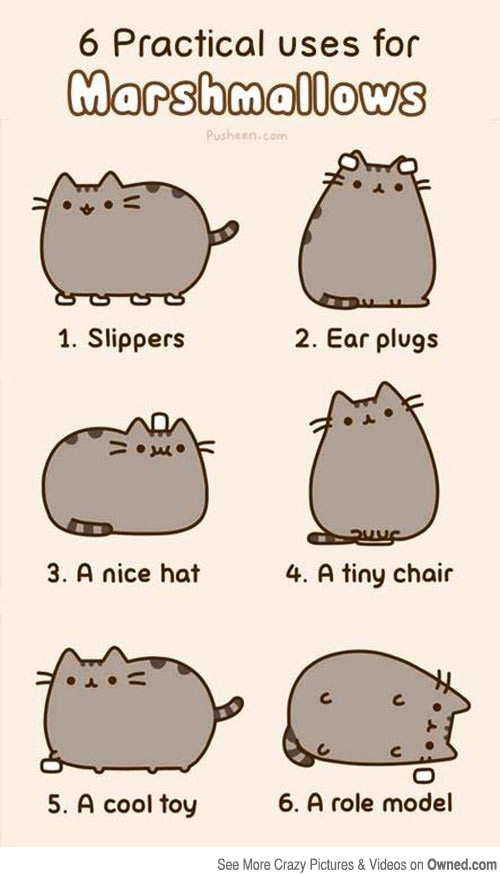 6 Practical uses for
Marshmallows
Pusheen.com
1. Slippers
2. Ear plugs
3. A nice hat
4. A tiny chair
5. A cool toy
6. A role model
See More Crazy Pictures & Videos on Owned.com